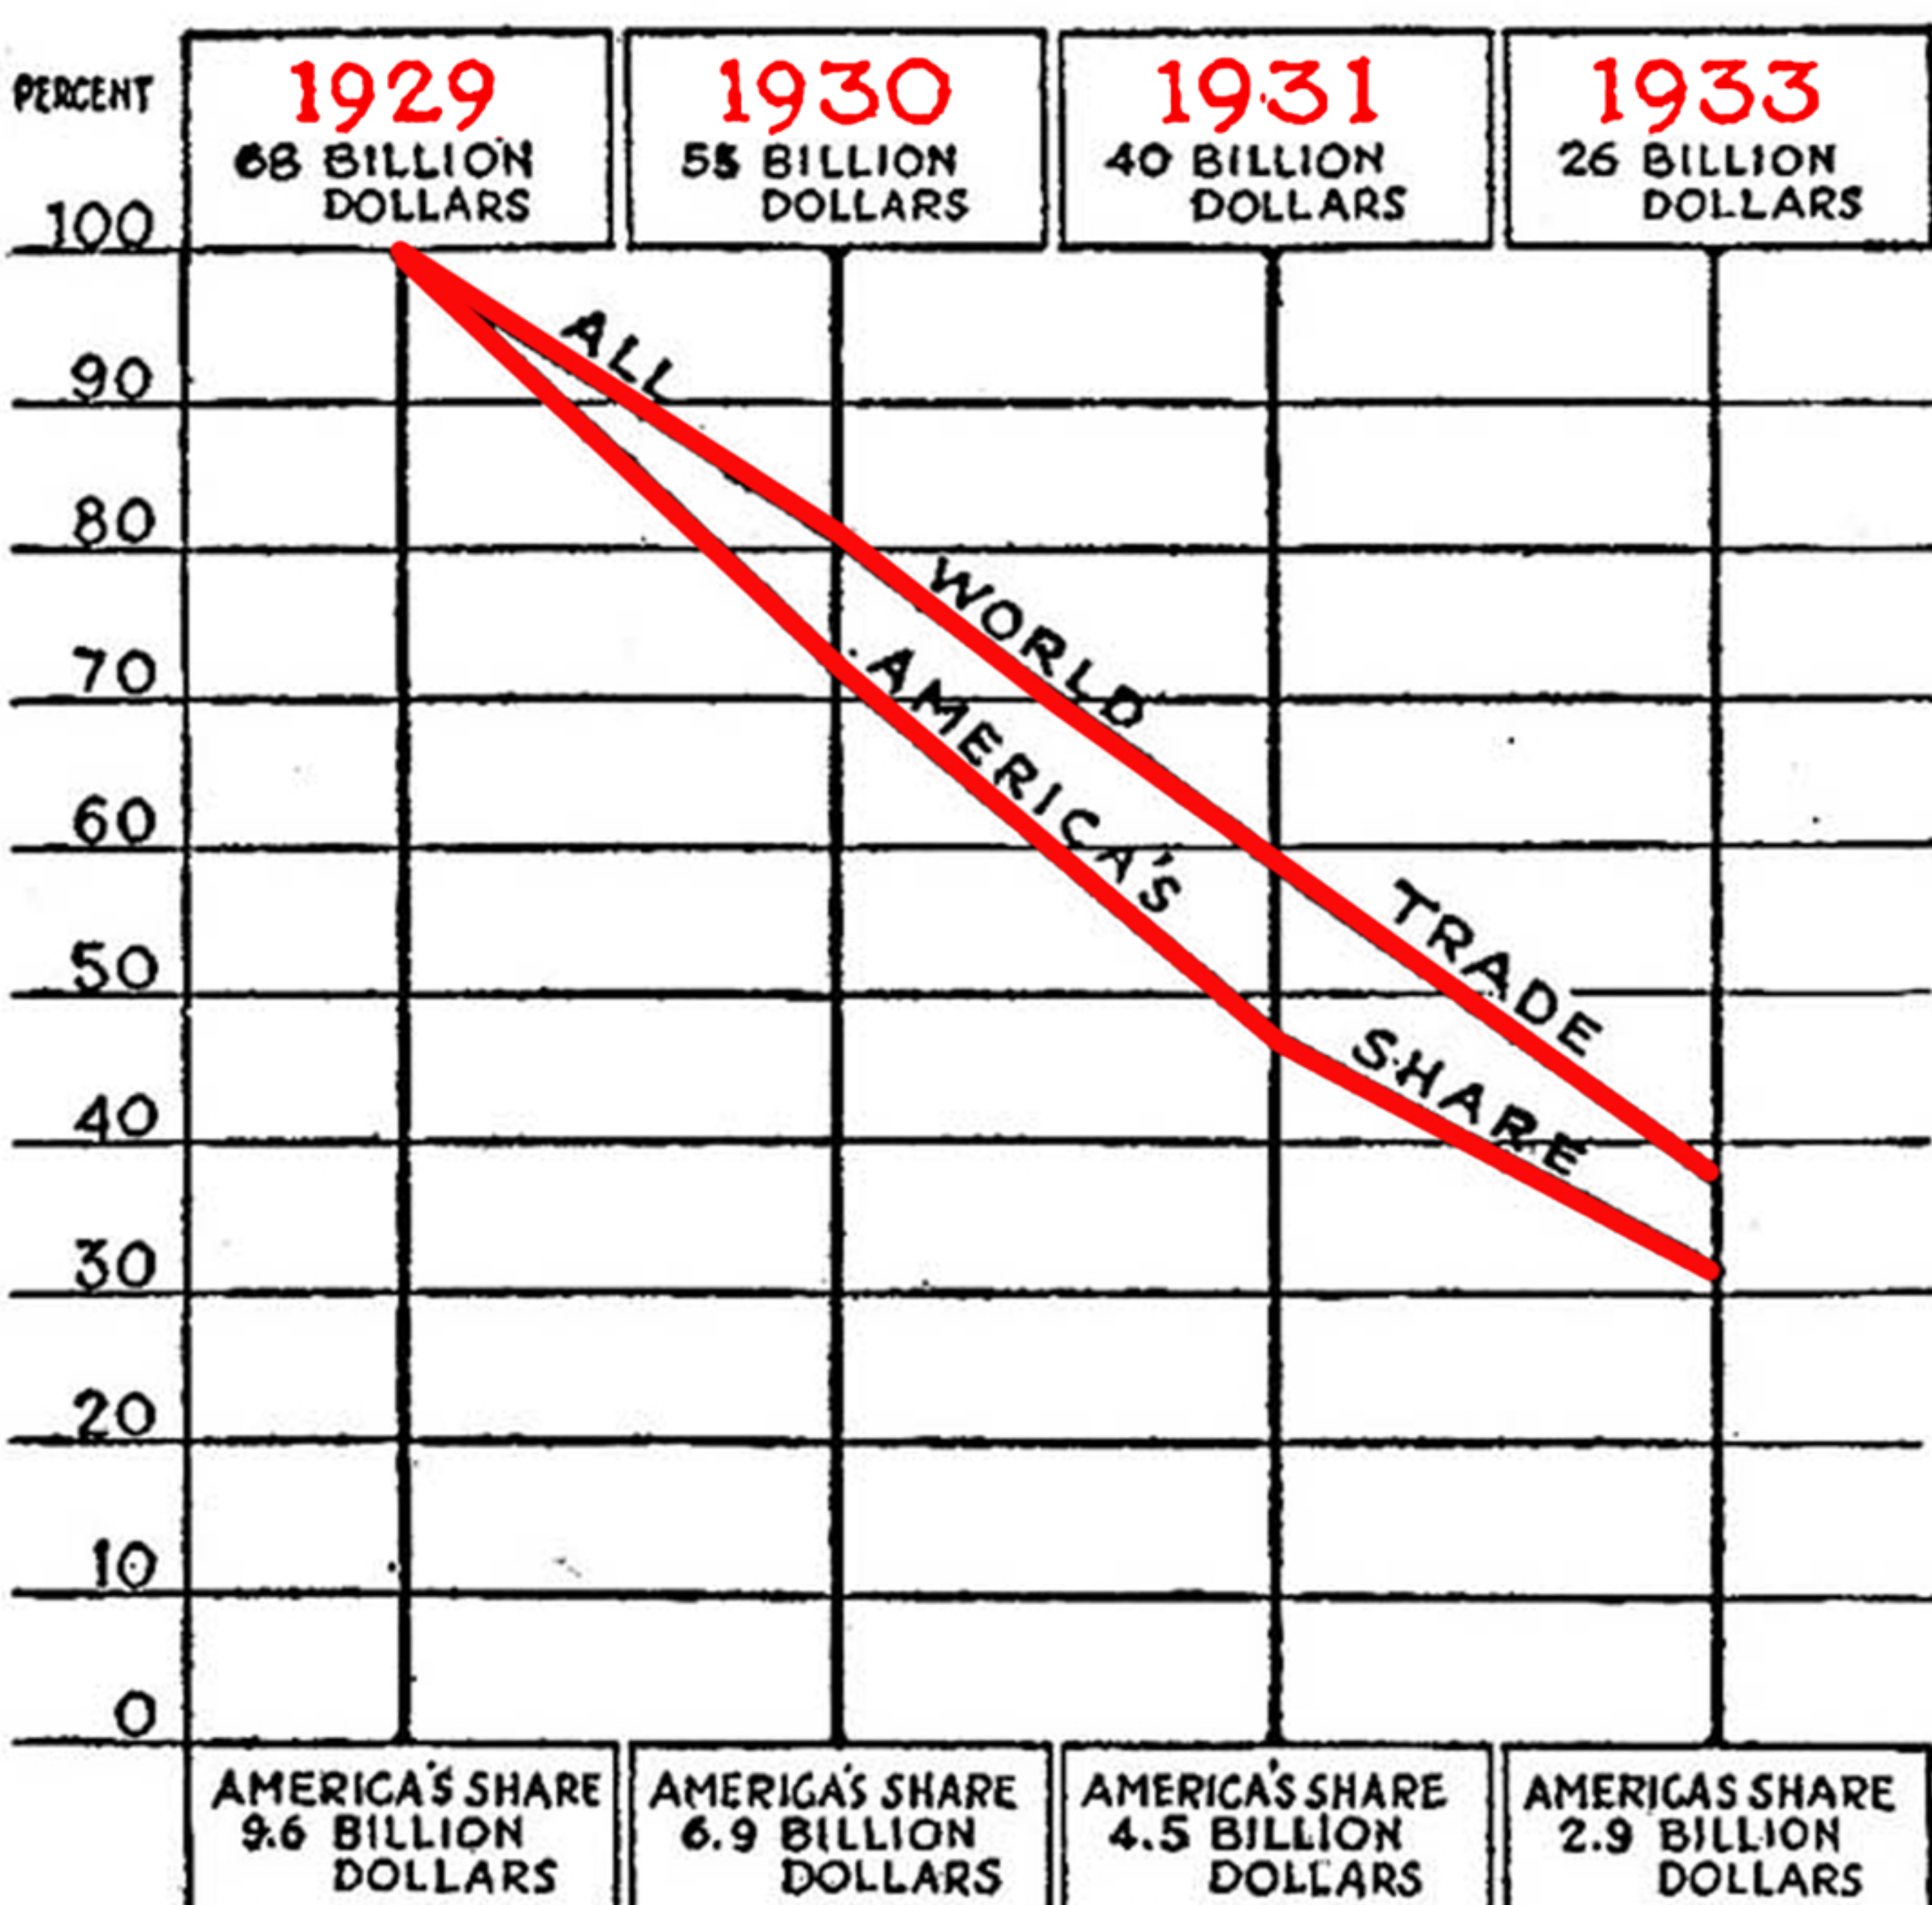 PERCENT
1929
68 BILLION
DOLLARS
1930
55 BILLION
DOLLARS
1931
40 BILLION
DOLLARS
1933
26 BILLION
DOLLARS
100
90
80
70
60
50
40
30
20
10
0
ALL WORLD TRADE
AMERICA'S SHARE
AMERICA'S SHARE
9.6 BILLION
DOLLARS
AMERICA'S SHARE
6.9 BILLION
DOLLARS
AMERICA'S SHARE
4.5 BILLION
DOLLARS
AMERICAS SHARE
2.9 BILLION
DOLLARS